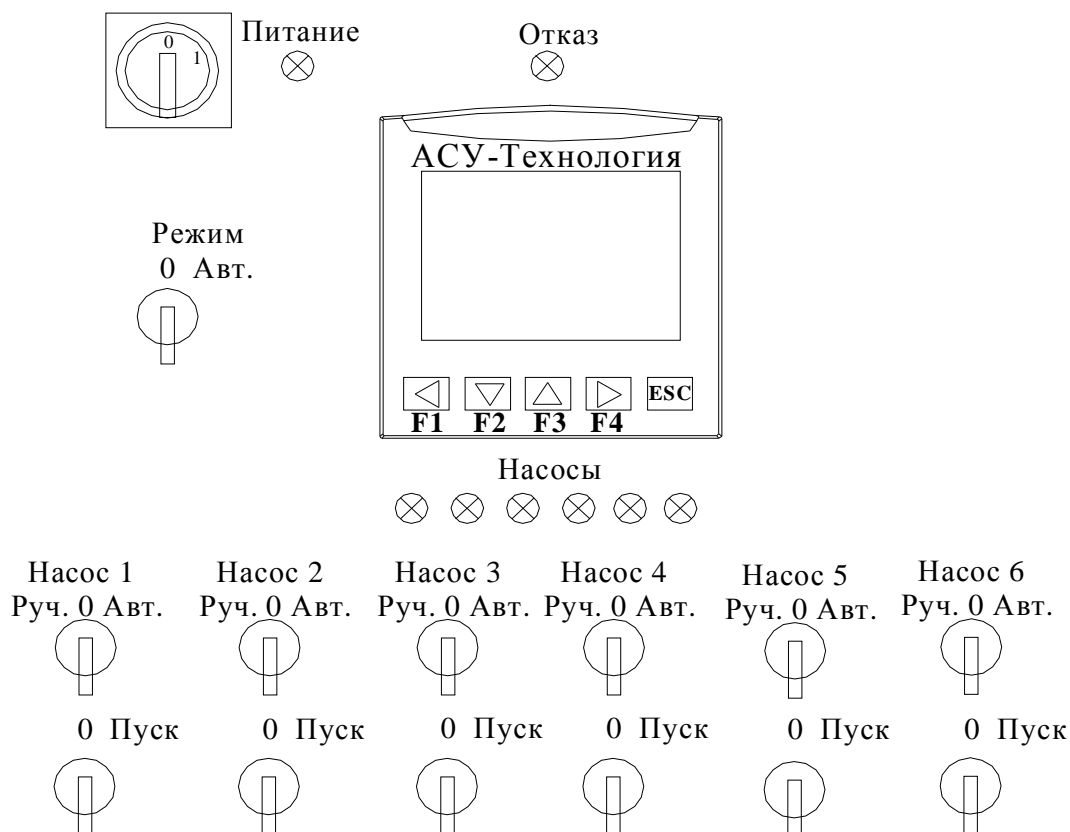 0
1
Питание
Отказ
АСУ-Технология
Режим
0 Авт.
ESC
F1 F2 F3 F4
Насосы
Насос 1 Насос 2 Насос 3 Насос 4 Насос 5 Насос 6
Руч. 0 Авт. Руч. 0 Авт. Руч. 0 Авт. Руч. 0 Авт. Руч. 0 Авт. Руч. 0 Авт.
0 Пуск 0 Пуск 0 Пуск 0 Пуск 0 Пуск 0 Пуск